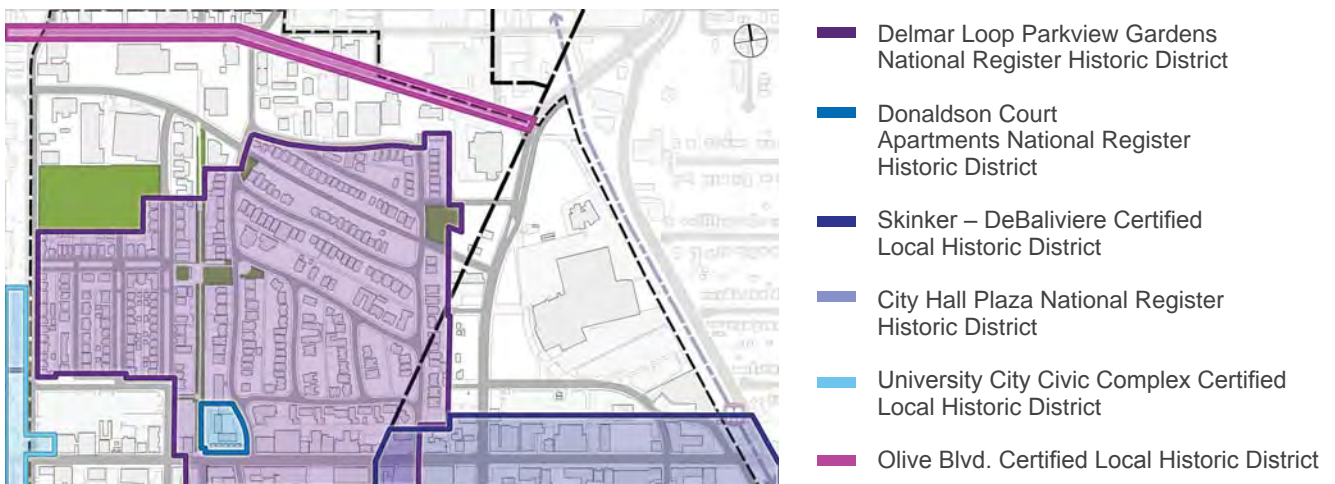 Delmar Loop Parkview Gardens
National Register Historic District
Donaldson Court
Apartments National Register
Historic District
Skinker – DeBaliviere Certified
Local Historic District
City Hall Plaza National Register
Historic District
University City Civic Complex Certified
Local Historic District
Olive Blvd. Certified Local Historic District